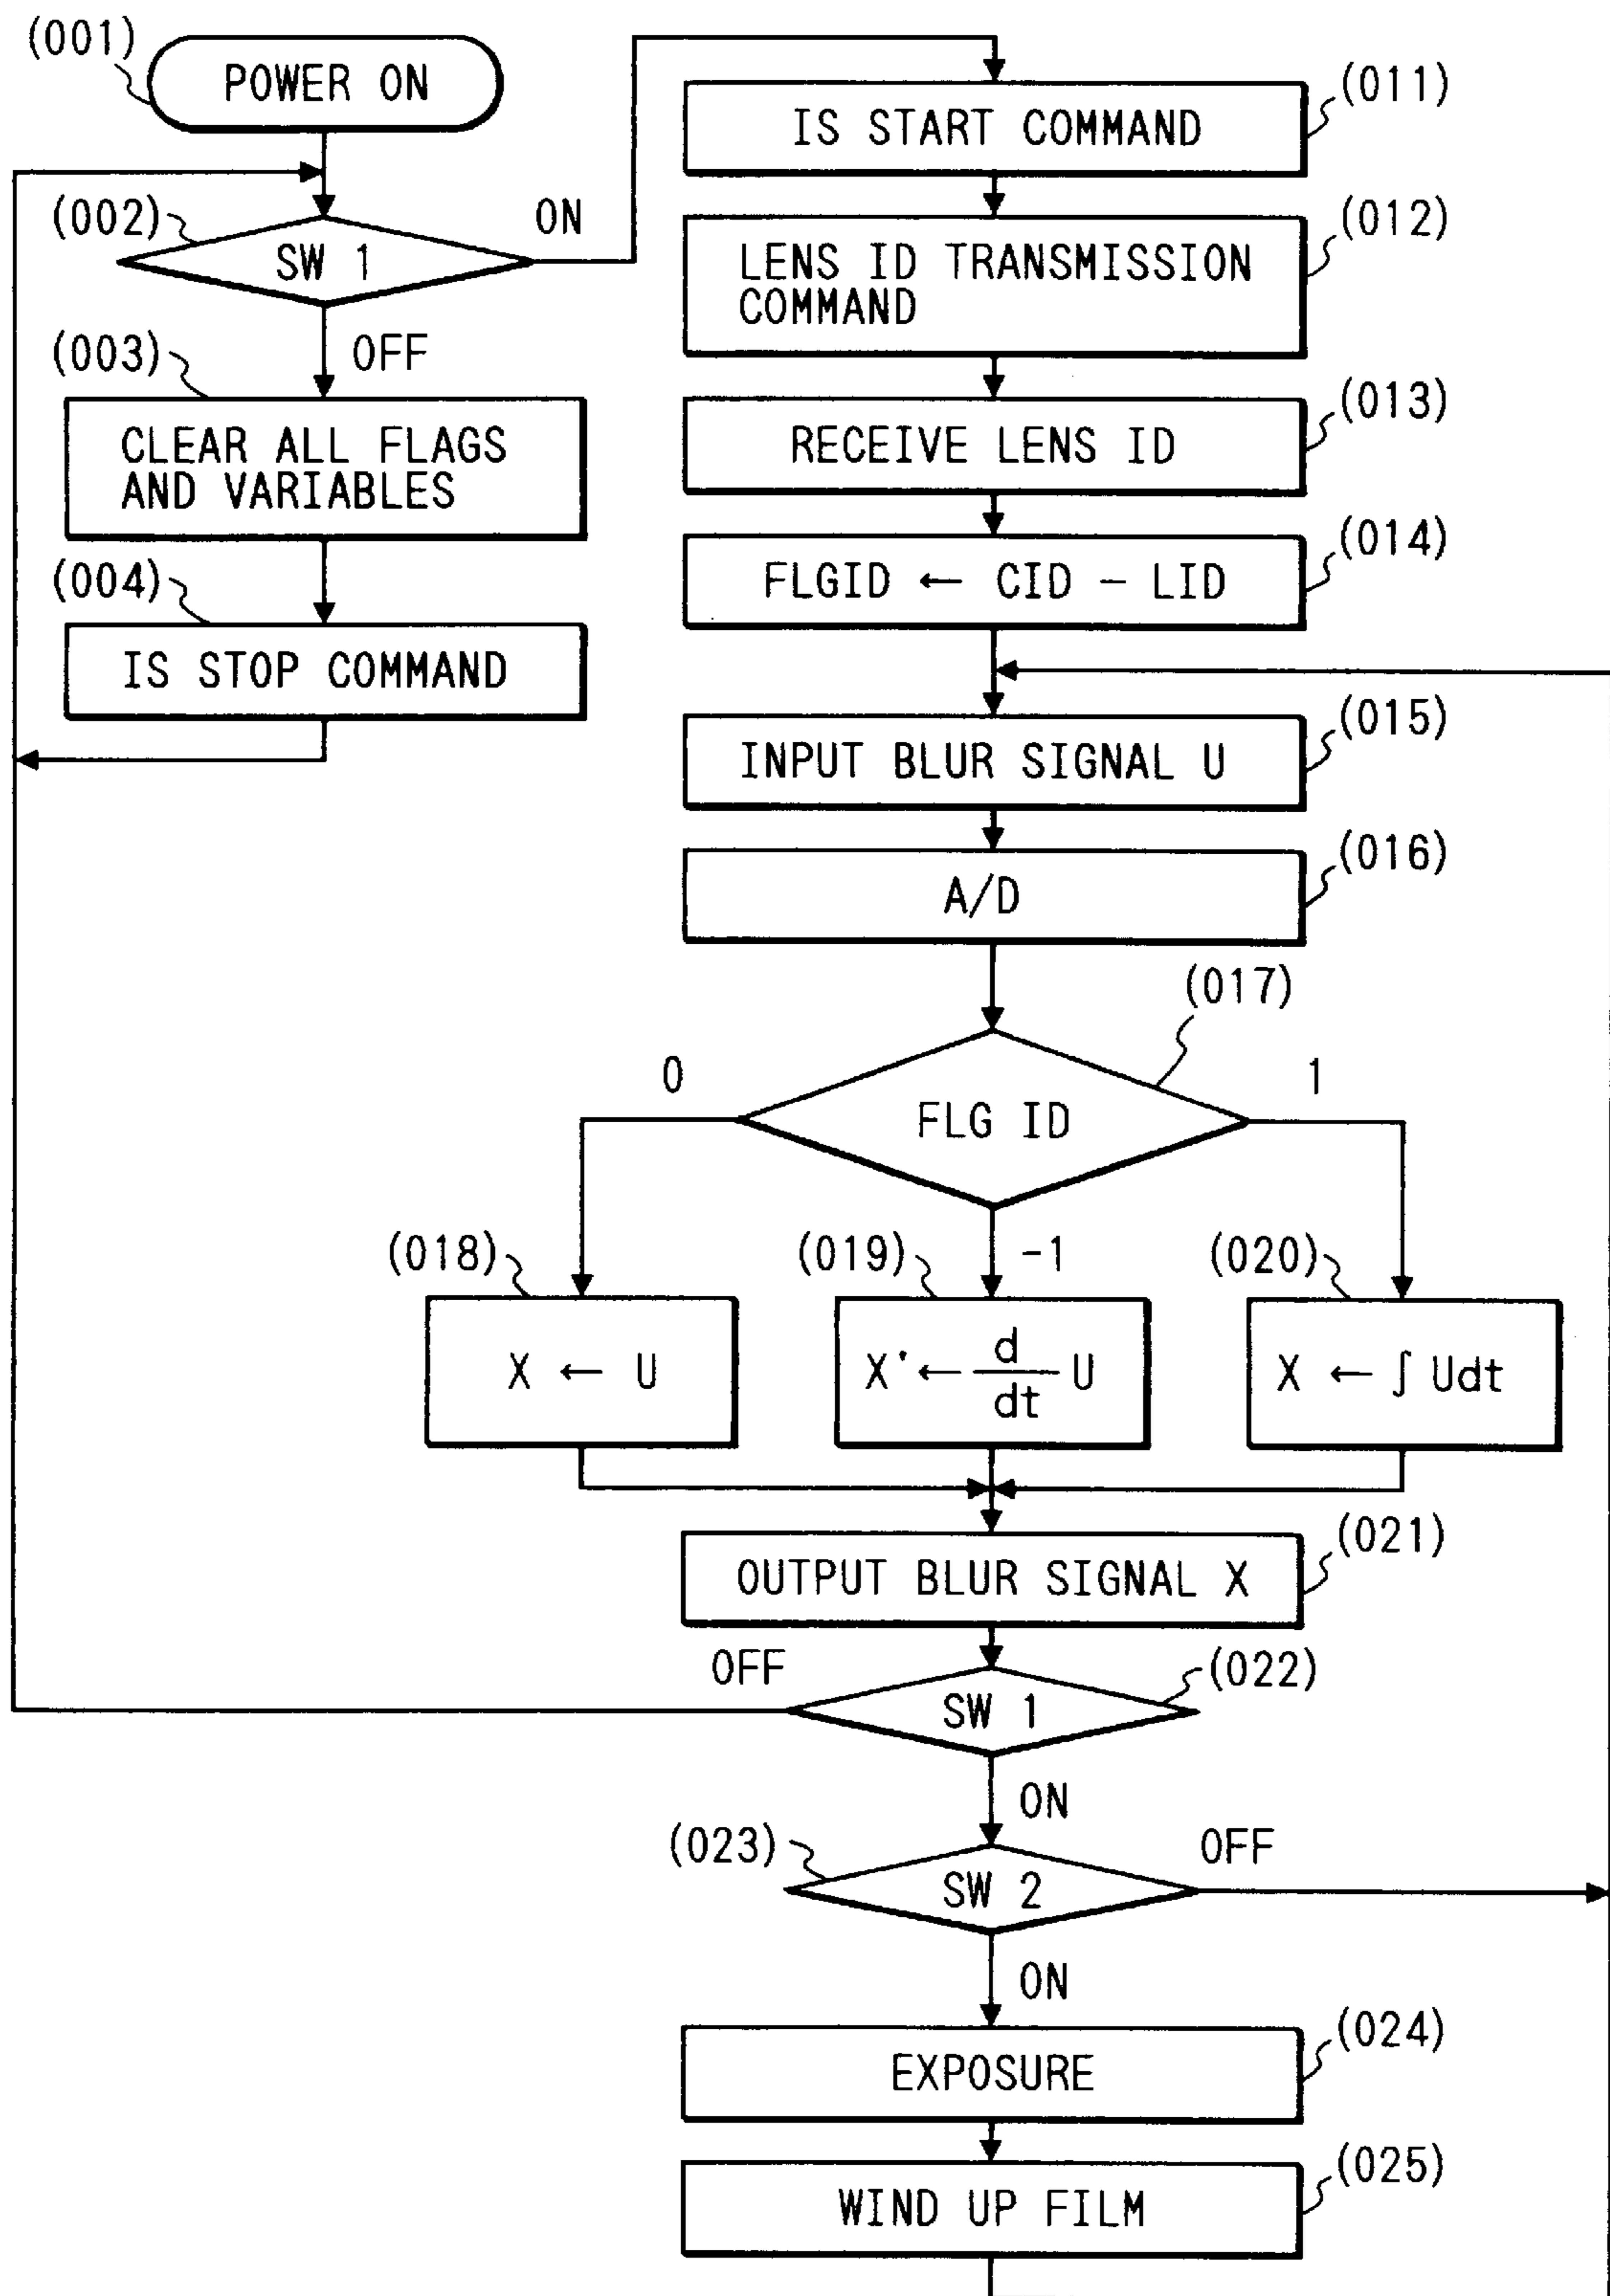 (001)
POWER ON
(002)
SW 1
ON
OFF
(003)
CLEAR ALL FLAGS
AND VARIABLES
(004)
IS STOP COMMAND
(011)
IS START COMMAND
(012)
LENS ID TRANSMISSION
COMMAND
(013)
RECEIVE LENS ID
(014)
FLGID ← CID - LID
(015)
INPUT BLUR SIGNAL U
(016)
A/D
(017)
FLG ID
0
-1
1
(018)
X ← U
(019)
X ← d/dt U
(020)
X ← ∫ Udt
(021)
OUTPUT BLUR SIGNAL X
(022)
SW 1
OFF
ON
(023)
SW 2
OFF
ON
(024)
EXPOSURE
(025)
WIND UP FILM